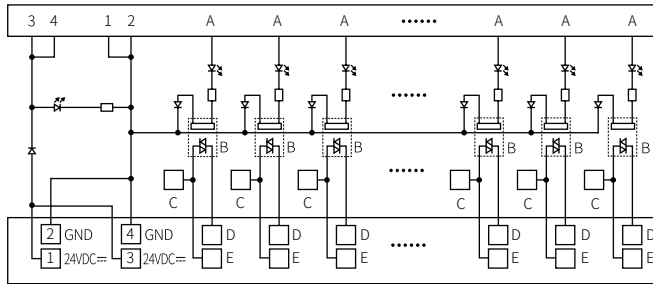 3 4 1 2 A A A ······ A A A
······
B B B B B B
······
C C C C C C
2 GND 4 GND D D D D D D
······
1 24VDC⎓ 3 24VDC⎓ E E E E E E